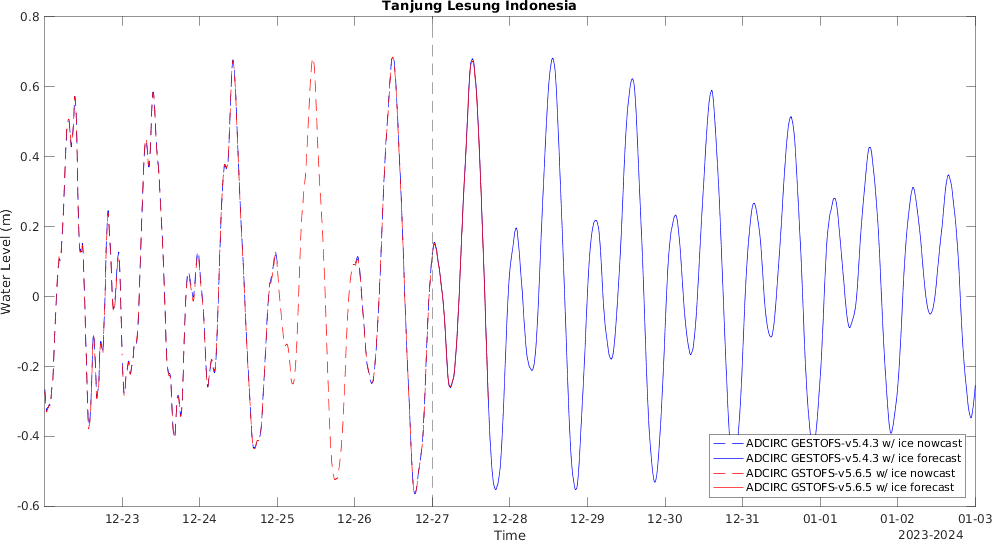 Tanjung Lesung Indonesia
0.8
0.6
0.4
0.2
0
-0.2
-0.4
-0.6
Water Level (m)
ADCIRC GESTOFS-v5.4.3 w/ ice nowcast
ADCIRC GESTOFS-v5.4.3 w/ ice forecast
ADCIRC GSTOFS-v5.6.5 w/ ice nowcast
ADCIRC GSTOFS-v5.6.5 w/ ice forecast
12-23 12-24 12-25 12-26 12-27 12-28 12-29 12-30 12-31 01-01 01-02 01-03
Time
2023-2024